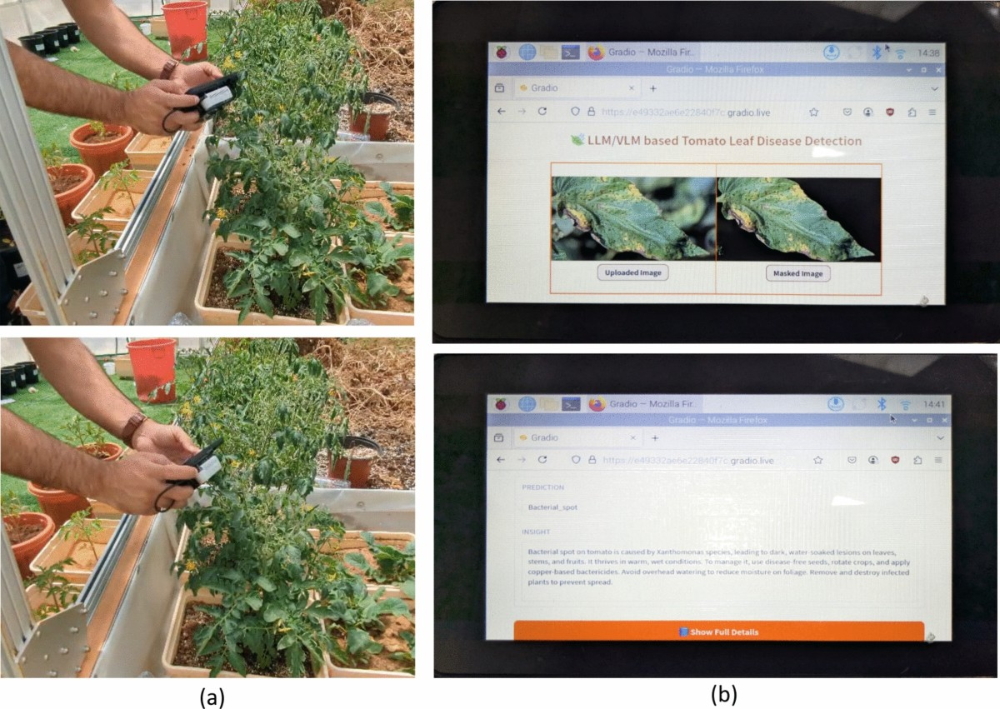 Gradio — Mozilla Fir..
14:38
Gradio — Mozilla Firefox
Gradio
https://e49332ae6e22840f7c.gradio.live
LLM/VLM based Tomato Leaf Disease Detection
Uploaded Image
Masked Image
Gradio — Mozilla Fir..
14:41
Gradio — Mozilla Firefox
Gradio
https://e49332ae6e22840f7c.gradio.live
PREDICTION
Bacterial_spot
INSIGHT
Bacterial spot on tomato is caused by Xanthomonas species, leading to dark, water-soaked lesions on leaves,
stems, and fruits. It thrives in warm, wet conditions. To manage it, use disease-free seeds, rotate crops, and apply
copper-based bactericides. Avoid overhead watering to reduce moisture on foliage. Remove and destroy infected
plants to prevent spread.
Show Full Details
(a)
(b)